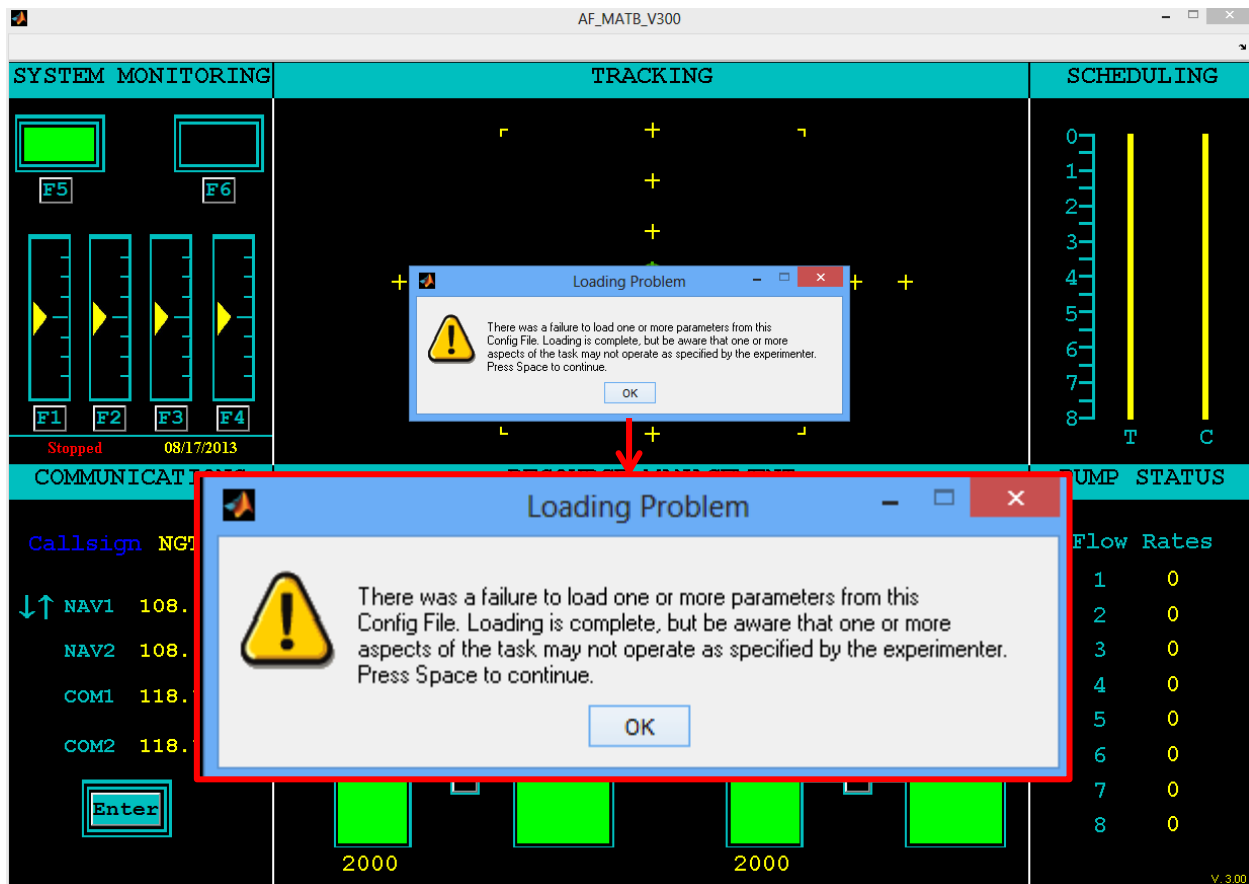 AF_MATB_V300
SYSTEM MONITORING
TRACKING
SCHEDULING
F5
F6
0
1
2
3
4
5
6
7
8
T
C
F1
F2
F3
F4
Stopped
08/17/2013
Loading Problem
There was a failure to load one or more parameters from this
Config File. Loading is complete, but be aware that one or more
aspects of the task may not operate as specified by the experimenter.
Press Space to continue.
OK
PUMP STATUS
Callsign
Loading Problem
There was a failure to load one or more parameters from this
Config File. Loading is complete, but be aware that one or more
aspects of the task may not operate as specified by the experimenter.
Press Space to continue.
OK
NAV1 108.
NAV2 108.
COM1 118.
COM2 118.
Enter
2000
2000
Flow Rates
1 0
2 0
3 0
4 0
5 0
6 0
7 0
8 0
V. 3.00